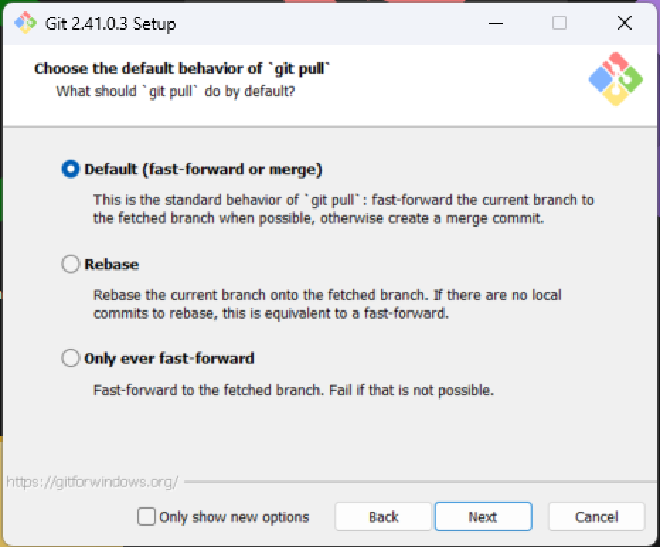 Git 2.41.0.3 Setup
Choose the default behavior of `git pull`
What should `git pull` do by default?
Default (fast-forward or merge)
This is the standard behavior of `git pull`: fast-forward the current branch to
the fetched branch when possible, otherwise create a merge commit.
Rebase
Rebase the current branch onto the fetched branch. If there are no local
commits to rebase, this is equivalent to a fast-forward.
Only ever fast-forward
Fast-forward to the fetched branch. Fail if that is not possible.
https://gitforwindows.org/
Only show new options
Back
Next
Cancel